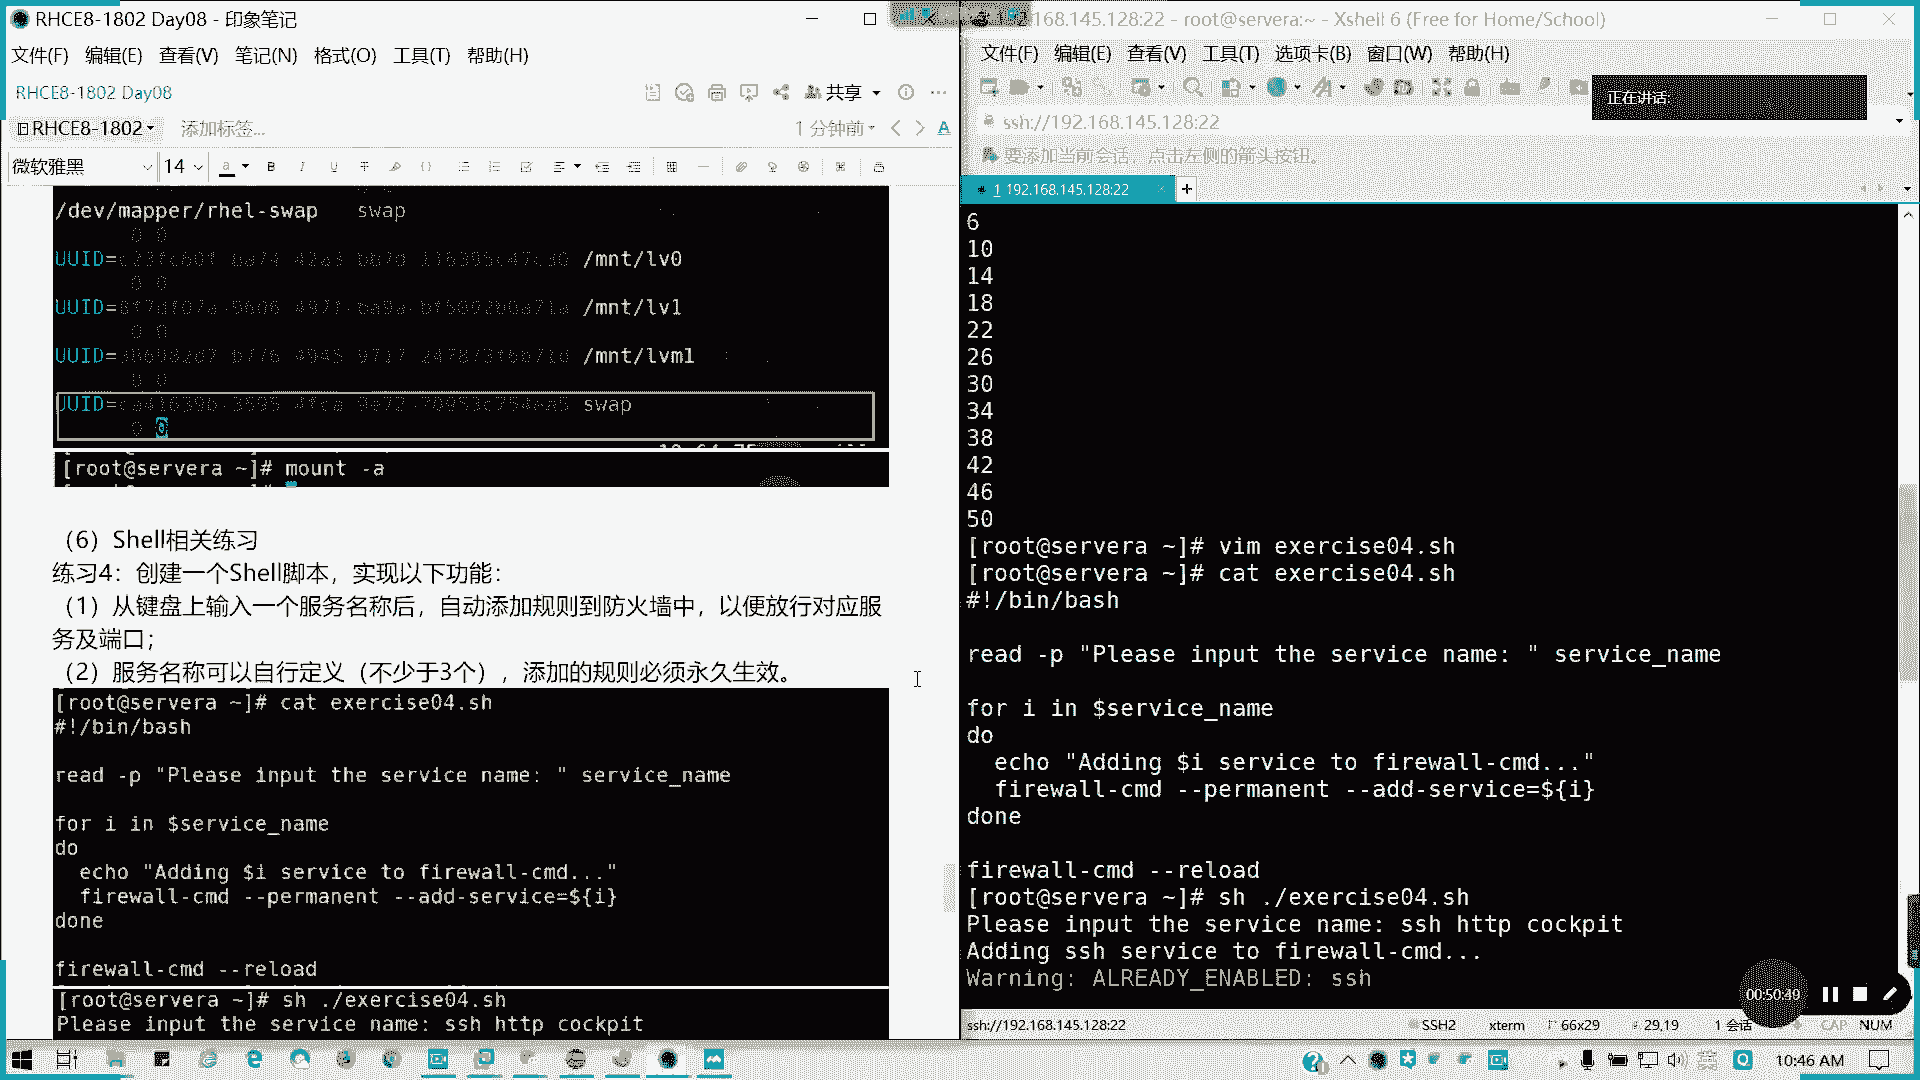 RHCE8-1802 Day08 - 印象笔记
文件(F) 编辑(E) 查看(V) 笔记(N) 格式(O) 工具(T) 帮助(H)
RHCE8-1802 Day08
共享
RHCE8-1802
添加标签...
1 分钟前
微软雅黑 14
/dev/mapper/rhel-swap swap
0 0
UUID= /mnt/lv0
0 0
UUID= /mnt/lv1
0 0
UUID= /mnt/lvm1
0 0
UUID= swap
0 0
[root@servera ~]# mount -a
（6）Shell相关练习
练习4：创建一个Shell脚本，实现以下功能：
（1）从键盘上输入一个服务名称后，自动添加规则到防火墙中，以便放行对应服
务及端口；
（2）服务名称可以自行定义（不少于3个），添加的规则必须永久生效。
[root@servera ~]# cat exercise04.sh
#!/bin/bash
read -p "Please input the service name: " service_name
for i in $service_name
do
echo "Adding $i service to firewall-cmd..."
firewall-cmd --permanent --add-service=${i}
done
firewall-cmd --reload
[root@servera ~]# sh ./exercise04.sh
Please input the service name: ssh http cockpit
168.145.128:22 - root@servera:~ - Xshell 6 (Free for Home/School)
文件(F) 编辑(E) 查看(V) 工具(T) 选项卡(B) 窗口(W) 帮助(H)
正在讲话:
ssh://192.168.145.128:22
要添加当前会话，点击左侧的箭头按钮。
1 192.168.145.128:22
6
10
14
18
22
26
30
34
38
42
46
50
[root@servera ~]# vim exercise04.sh
[root@servera ~]# cat exercise04.sh
#!/bin/bash
read -p "Please input the service name: " service_name
for i in $service_name
do
echo "Adding $i service to firewall-cmd..."
firewall-cmd --permanent --add-service=${i}
done
firewall-cmd --reload
[root@servera ~]# sh ./exercise04.sh
Please input the service name: ssh http cockpit
Adding ssh service to firewall-cmd...
Warning: ALREADY_ENABLED: ssh
00:50:49
ssh://192.168.145.128:22 SSH2 xterm 66x29 29,19 1 会话 CAP NUM
10:46 AM